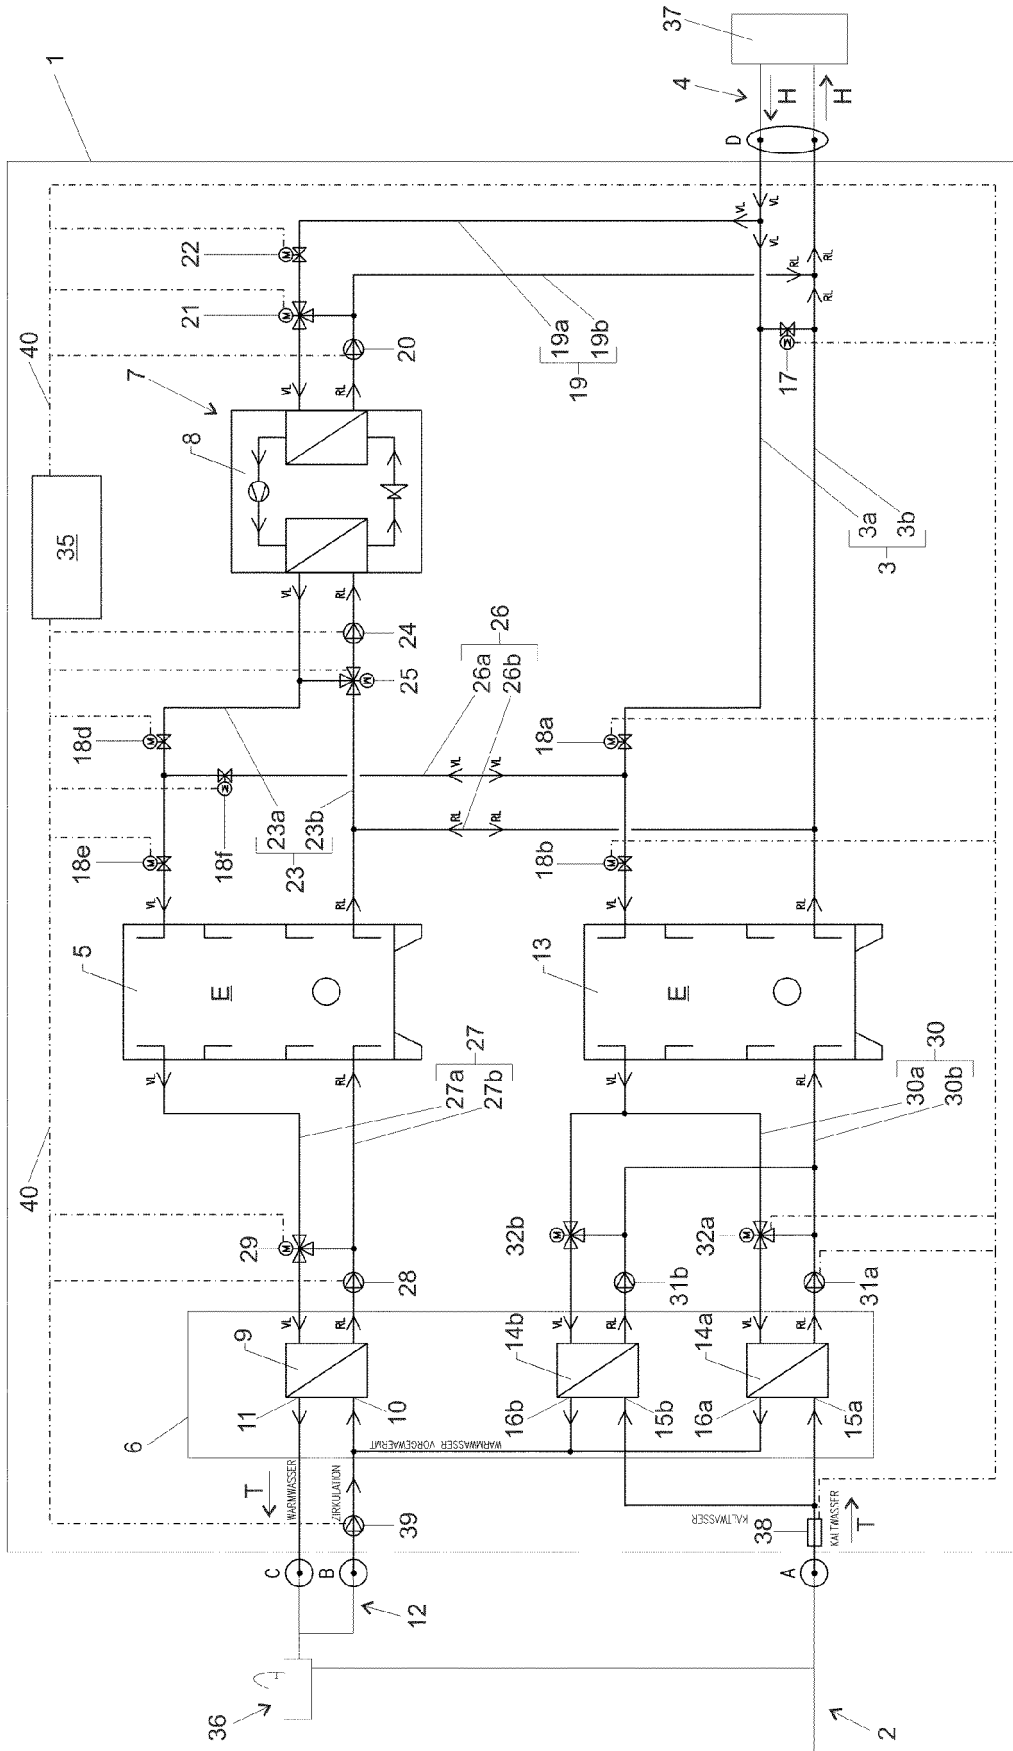 40
40
1
35
18e
18d
5
7
6
M
M
VL
VL
22
21
8
36
E
E
M
18f
T
11
9
29
M
23a
M
M
C
WARMWASSER
VL
VL
VL
23
23b
B
ZIRKULATION
RL
RL
RL
RL
M
WARMWASSER VORGEWAERMT
10
39
28
24
20
12
25
27a
27
27b
26a
26
26b
VL
VL
RL
RL
16b
14b
32b
M
13
18b
18a
M
M
VL
VL
VL
19a
19
19b
RL
15b
31b
E
16a
14a
32a
M
37
4
D
VL
VL
VL
VL
H
KALTWASSER
A
17
M
RL
RL
RL
RL
RL
H
KALTWASSER
38
T
15a
31a
30a
30
30b
3a
3
3b
2